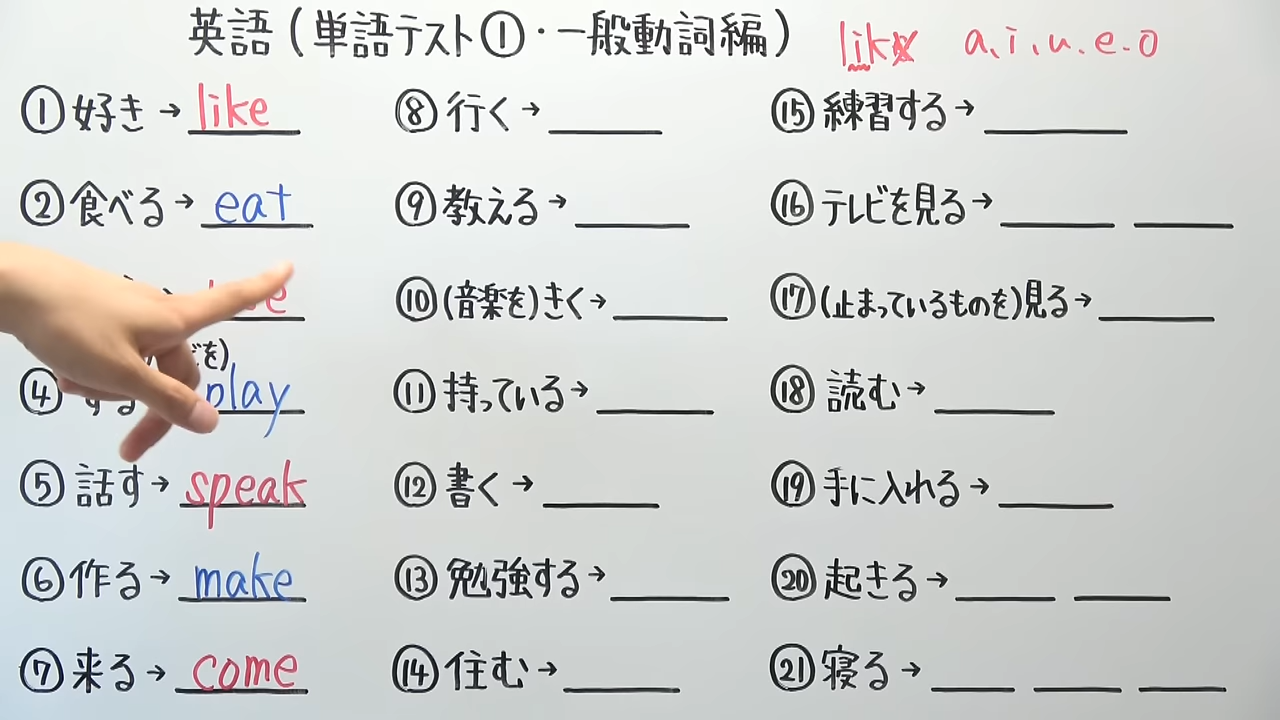 英語(単語テスト①・一般動詞編)
like a.i.u.e.o
①好き→like
②食べる→eat
を)
④する play
⑤話す→speak
⑥作る→make
⑦来る→come
⑧行く→
⑨教える→
⑩(音楽を)きく→
⑪持っている→
⑫書く→
⑬勉強する→
⑭住む→
⑮練習する→
⑯テレビを見る→
⑰(止まっているものを)見る→
⑱読む→
⑲手に入れる→
⑳起きる→
㉑寝る→